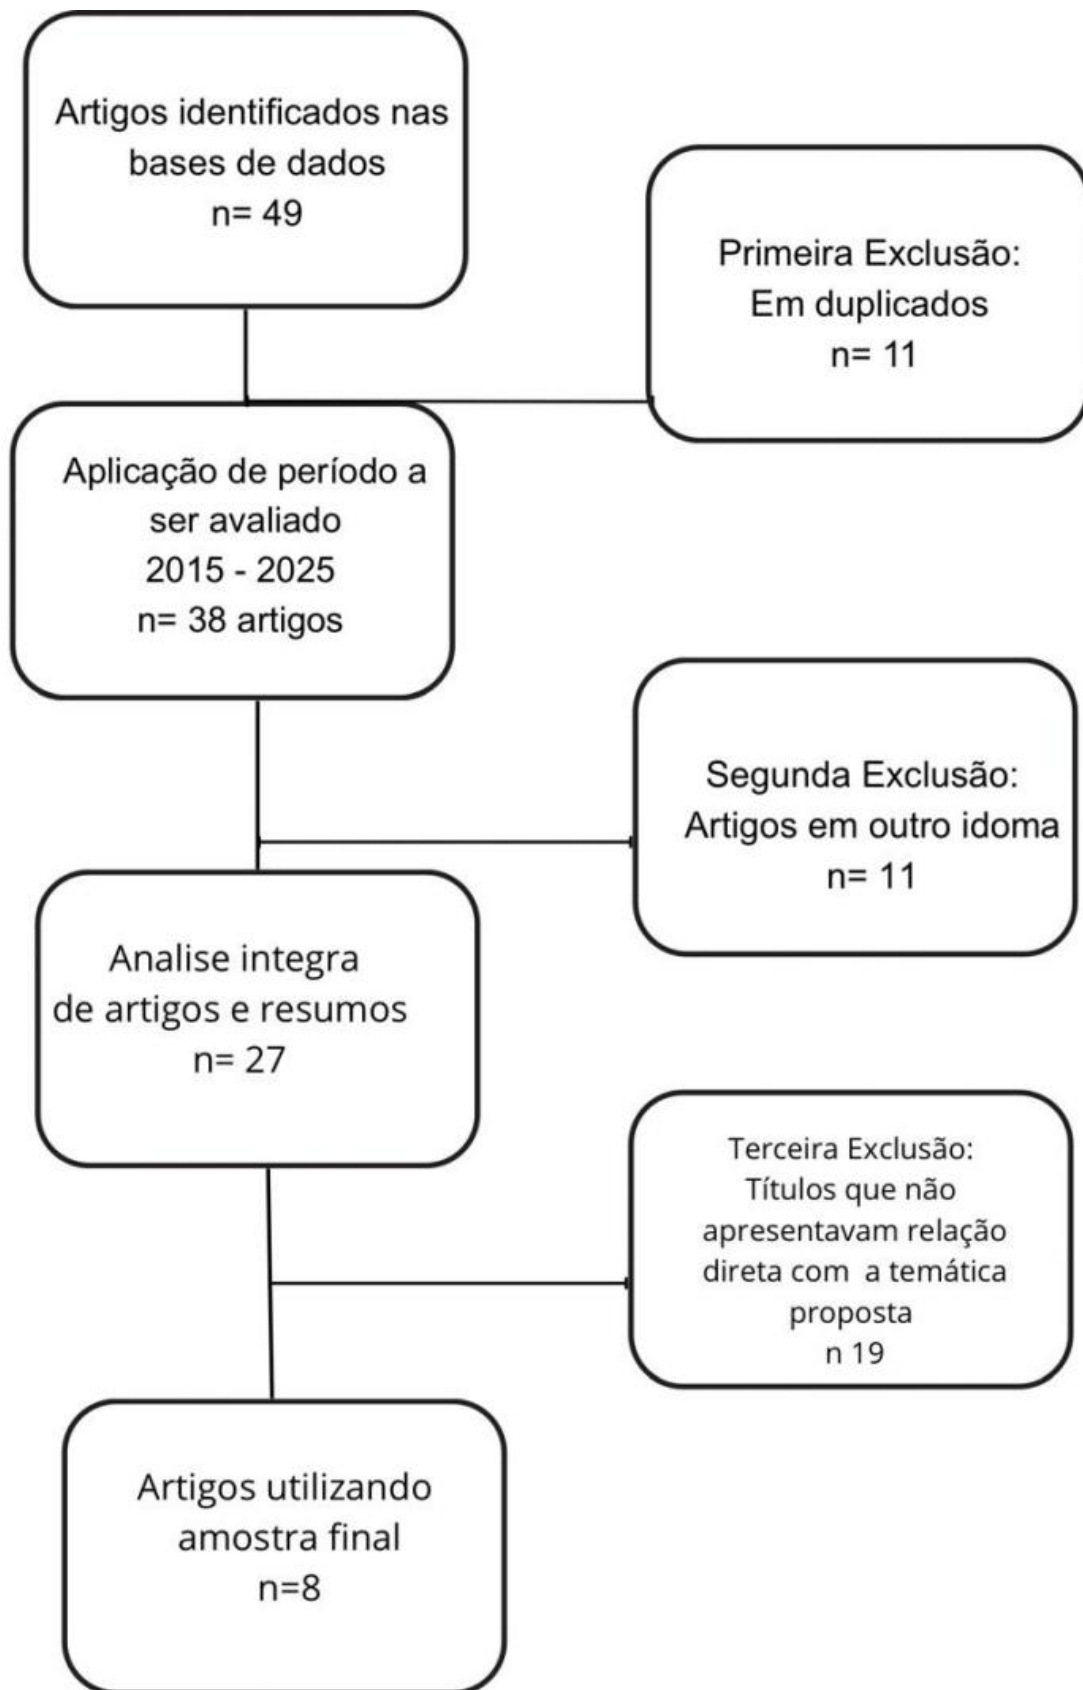 Artigos identificados nas
bases de dados
n= 49
Primeira Exclusão:
Em duplicados
n= 11
Aplicação de período a
ser avaliado
2015 - 2025
n= 38 artigos
Segunda Exclusão:
Artigos em outro idoma
n= 11
Analise integra
de artigos e resumos
n= 27
Terceira Exclusão:
Títulos que não
apresentavam relação
direta com a temática
proposta
n 19
Artigos utilizando
amostra final
n=8